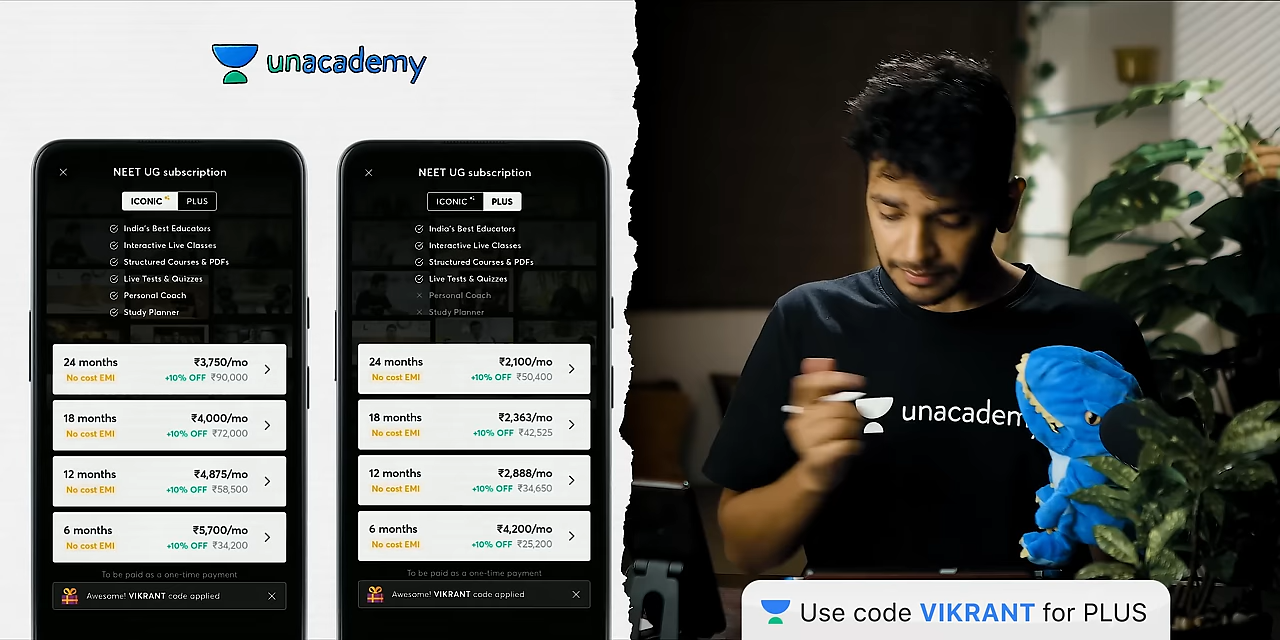 unacademy
NEET UG subscription
ICONIC PLUS
India's Best Educators
Interactive Live Classes
Structured Courses & PDFs
Live Tests & Quizzes
Personal Coach
Study Planner
24 months ₹3,750/mo
No cost EMI +10% OFF ₹90,000
18 months ₹4,000/mo
No cost EMI +10% OFF ₹72,000
12 months ₹4,875/mo
No cost EMI +10% OFF ₹58,500
6 months ₹5,700/mo
No cost EMI +10% OFF ₹34,200
To be paid as a one-time payment
Awesome! VIKRANT code applied
NEET UG subscription
ICONIC PLUS
India's Best Educators
Interactive Live Classes
Structured Courses & PDFs
Live Tests & Quizzes
Personal Coach
Study Planner
24 months ₹2,100/mo
No cost EMI +10% OFF ₹50,400
18 months ₹2,363/mo
No cost EMI +10% OFF ₹42,525
12 months ₹2,888/mo
No cost EMI +10% OFF ₹34,650
6 months ₹4,200/mo
No cost EMI +10% OFF ₹25,200
To be paid as a one-time payment
Awesome! VIKRANT code applied
unacadem
Use code VIKRANT for PLUS